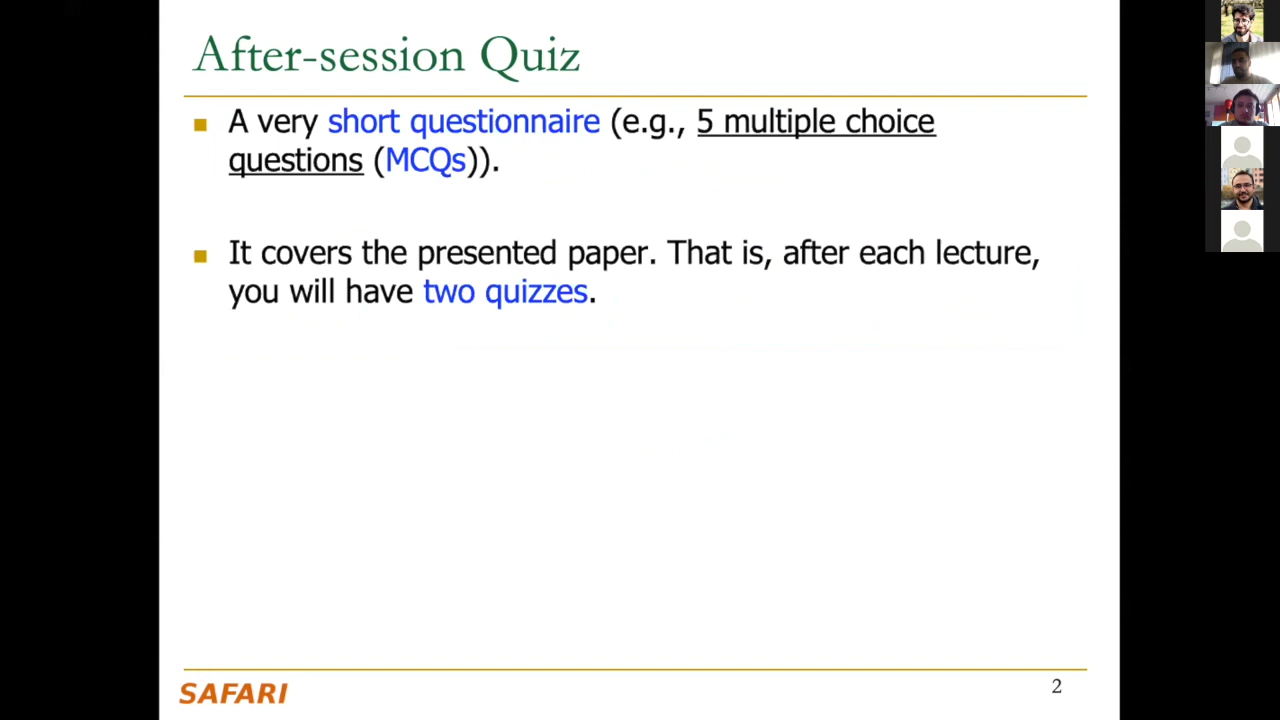 After-session Quiz
■ A very short questionnaire (e.g., 5 multiple choice
questions (MCQs)).
■ It covers the presented paper. That is, after each lecture,
you will have two quizzes.
SAFARI
2